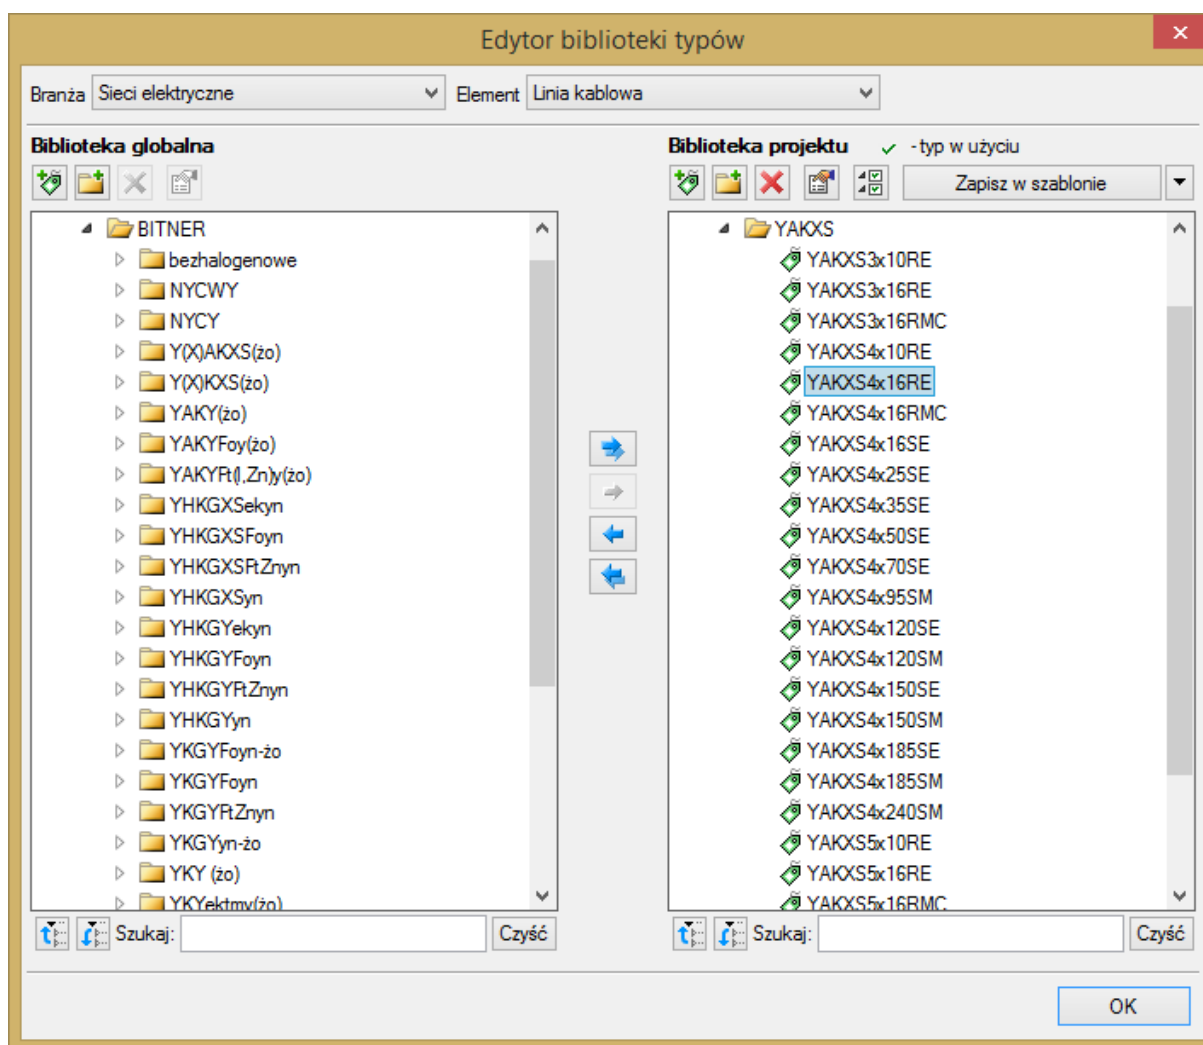 Edytor biblioteki typów
Branża Sieci elektryczne Element Linia kablowa
Biblioteka globalna
BITNER
bezhalogenowe
NYCWY
NYCY
Y(X)AKXS(żo)
Y(X)KXS(żo)
YAKY(żo)
YAKYFoy(żo)
YAKYFt(l,Zn)y(żo)
YHKGXSekyn
YHKGXSFoyn
YHKGXSFtZnyn
YHKGXSyn
YHKGYekyn
YHKGYFoyn
YHKGYFtZnyn
YHKGYyn
YKGYFoyn-żo
YKGYFoyn
YKGYFtZnyn
YKGYyn-żo
YKY (żo)
YKYektmy(żo)
Szukaj: Czyść
Biblioteka projektu - typ w użyciu
Zapisz w szablonie
YAKXS
YAKXS3x10RE
YAKXS3x16RE
YAKXS3x16RMC
YAKXS4x10RE
YAKXS4x16RE
YAKXS4x16RMC
YAKXS4x16SE
YAKXS4x25SE
YAKXS4x35SE
YAKXS4x50SE
YAKXS4x70SE
YAKXS4x95SM
YAKXS4x120SE
YAKXS4x120SM
YAKXS4x150SE
YAKXS4x150SM
YAKXS4x185SE
YAKXS4x185SM
YAKXS4x240SM
YAKXS5x10RE
YAKXS5x16RE
YAKXS5x16RMC
Szukaj: Czyść
OK